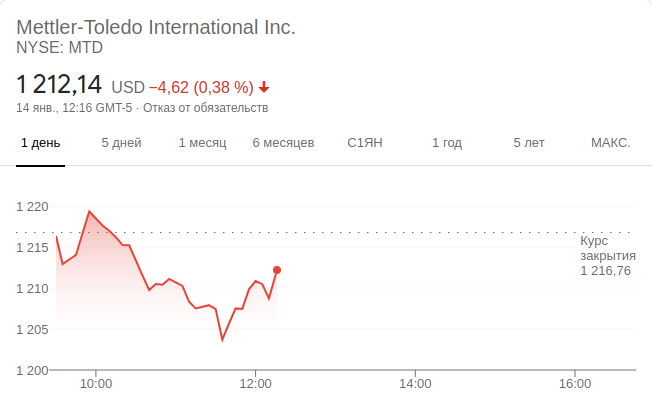 Mettler-Toledo International Inc.
NYSE: MTD
1 212,14 USD −4,62 (0,38 %)
14 янв., 12:16 GMT-5 · Отказ от обязательств
1 день 5 дней 1 месяц 6 месяцев С1ЯН 1 год 5 лет МАКС.
1 220
1 215
1 210
1 205
1 200
Курс
закрытия
1 216,76
10:00 12:00 14:00 16:00